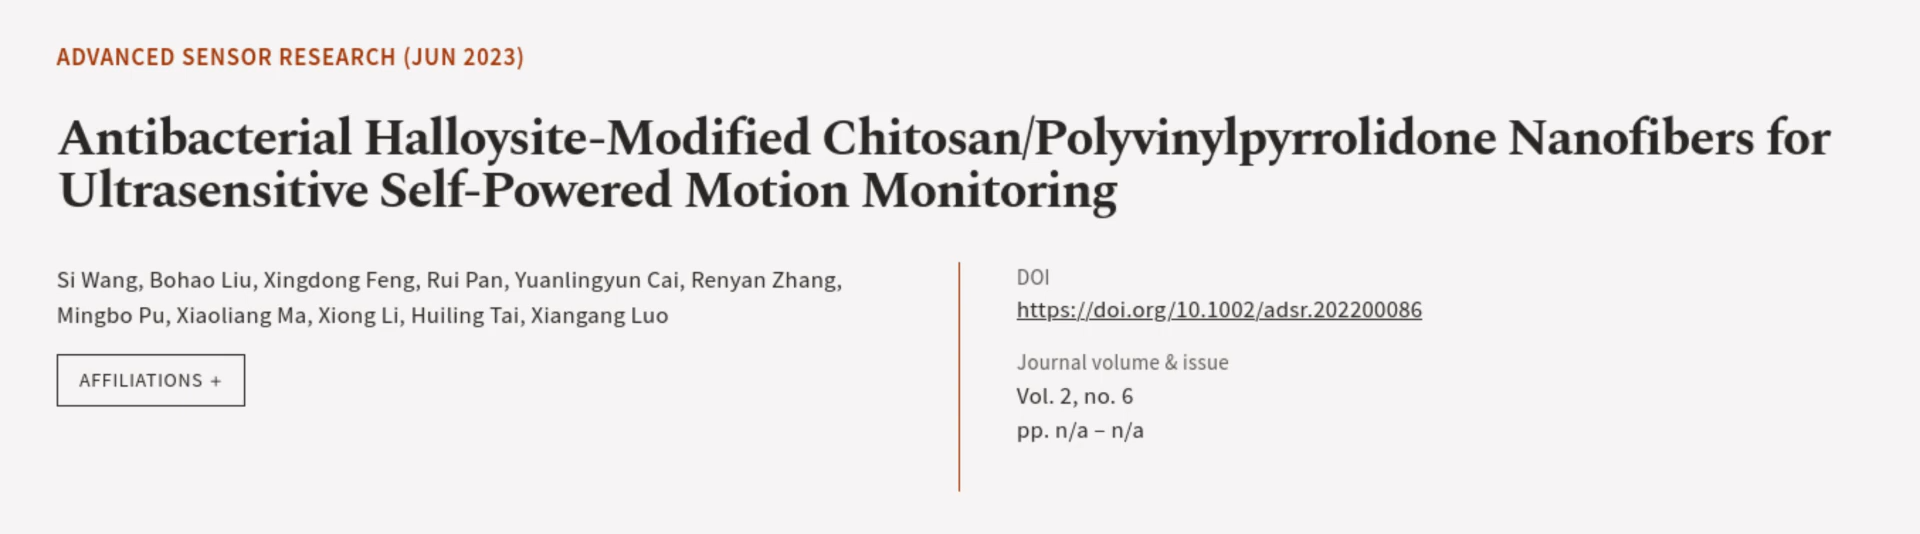 ADVANCED SENSOR RESEARCH (JUN 2023)
Antibacterial Halloysite-Modified Chitosan/Polyvinylpyrrolidone Nanofibers for
Ultrasensitive Self-Powered Motion Monitoring
Si Wang, Bohao Liu, Xingdong Feng, Rui Pan, Yuanlingyun Cai, Renyan Zhang,
Mingbo Pu, Xiaoliang Ma, Xiong Li, Huiling Tai, Xiangang Luo
AFFILIATIONS +
DOI
https://doi.org/10.1002/adsr.202200086
Journal volume & issue
Vol. 2, no. 6
pp. n/a – n/a